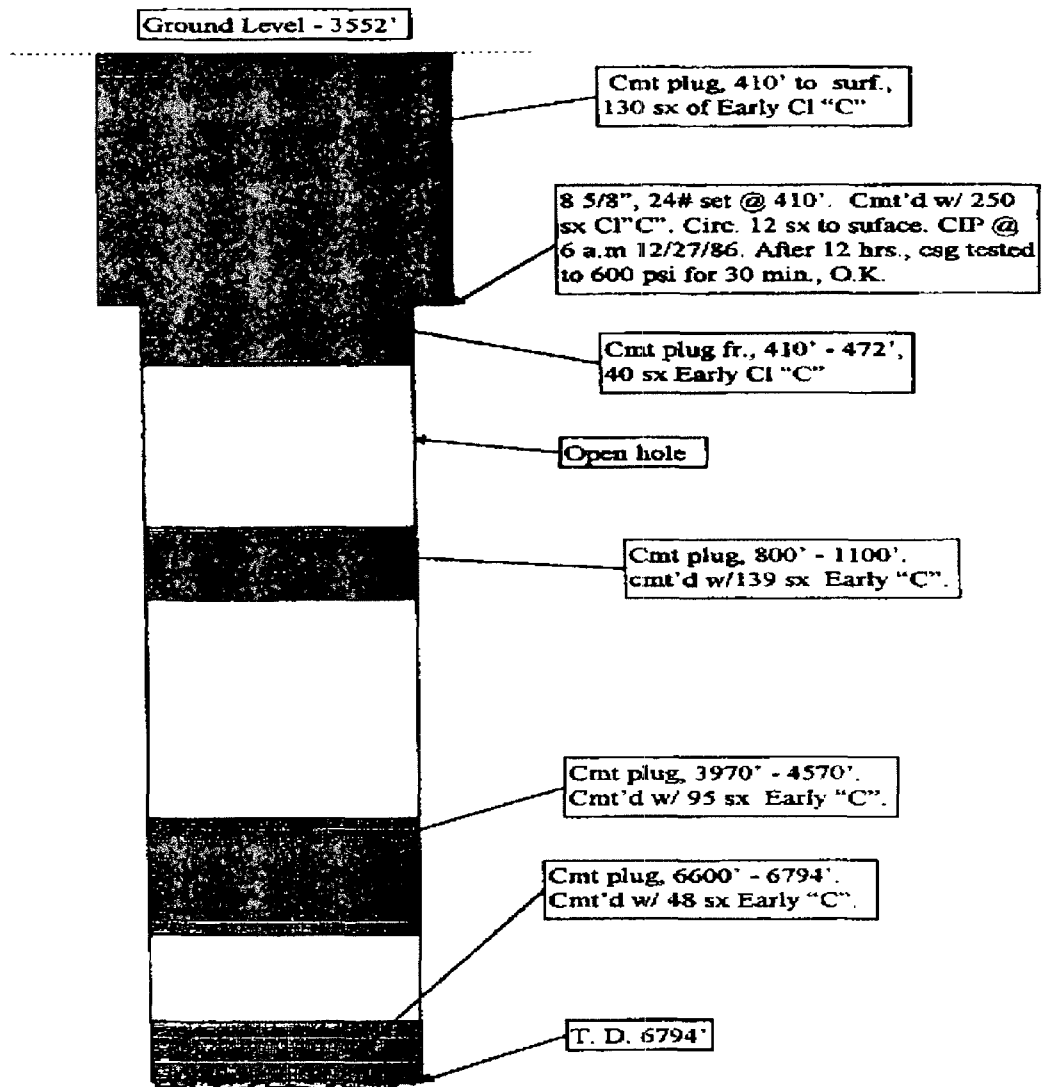 Ground Level - 3552'
Cmt plug, 410' to surf.,
130 sx of Early Cl "C"
8 5/8", 24# set @ 410'. Cmt'd w/ 250
sx Cl"C". Circ. 12 sx to suface. CIP @
6 a.m 12/27/86. After 12 hrs., csg tested
to 600 psi for 30 min., O.K.
Cmt plug fr., 410' - 472',
40 sx Early Cl "C"
Open hole
Cmt plug, 800' - 1100'.
cmt'd w/139 sx Early "C".
Cmt plug, 3970' - 4570'.
Cmt'd w/ 95 sx Early "C".
Cmt plug, 6600' - 6794'.
Cmt'd w/ 48 sx Early "C".
T. D. 6794'